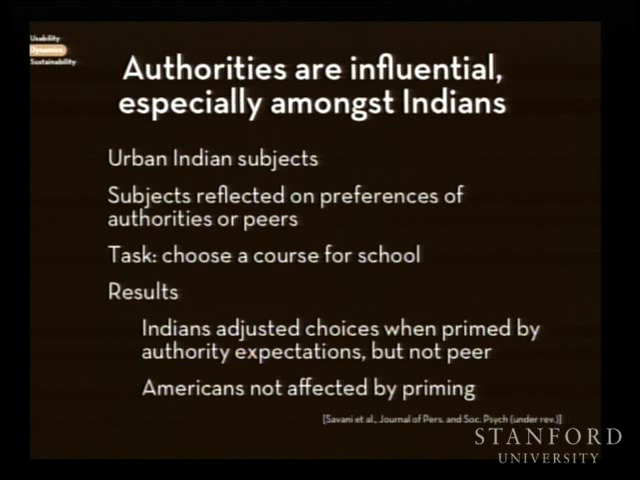 Usability
Dynamics
Sustainability
Authorities are influential,
especially amongst Indians
Urban Indian subjects
Subjects reflected on preferences of
authorities or peers
Task: choose a course for school
Results
Indians adjusted choices when primed by
authority expectations, but not peer
Americans not affected by priming
[Savani et al., Journal of Pers. and Soc. Psych (under rev.)]
STANFORD
UNIVERSITY